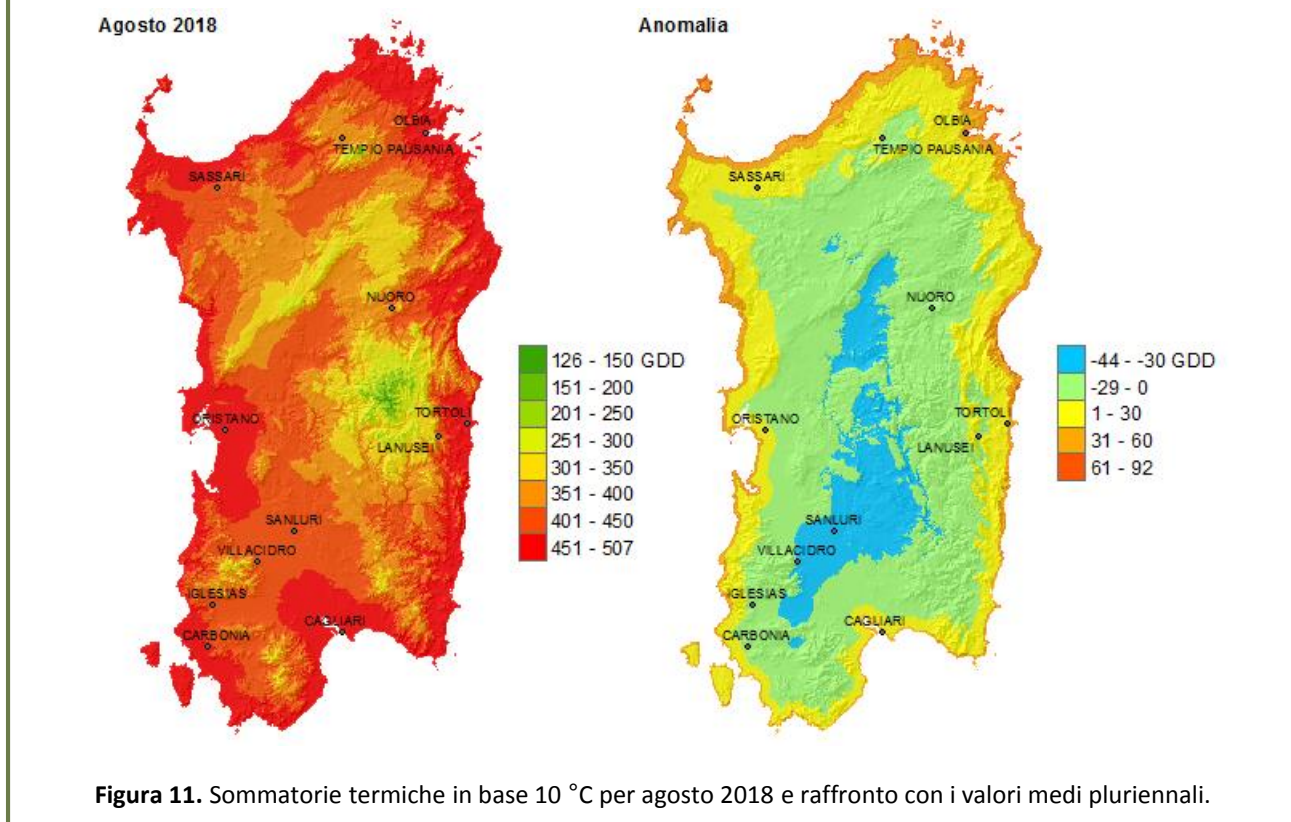 Agosto 2018
OLBIA
TEMPIO PAUSANIA
SASSARI
NUORO
ORISTANO
TORTOLI
LANUSEI
SANLURI
VILLACIDRO
IGLESIAS
CAGLIARI
CARBONIA
126 - 150 GDD
151 - 200
201 - 250
251 - 300
301 - 350
351 - 400
401 - 450
451 - 507
Anomalia
OLBIA
TEMPIO PAUSANIA
SASSARI
NUORO
ORISTANO
TORTOLI
LANUSEI
SANLURI
VILLACIDRO
IGLESIAS
CAGLIARI
CARBONIA
-44 - -30 GDD
-29 - 0
1 - 30
31 - 60
61 - 92
Figura 11. Sommatorie termiche in base 10 °C per agosto 2018 e raffronto con i valori medi pluriennali.